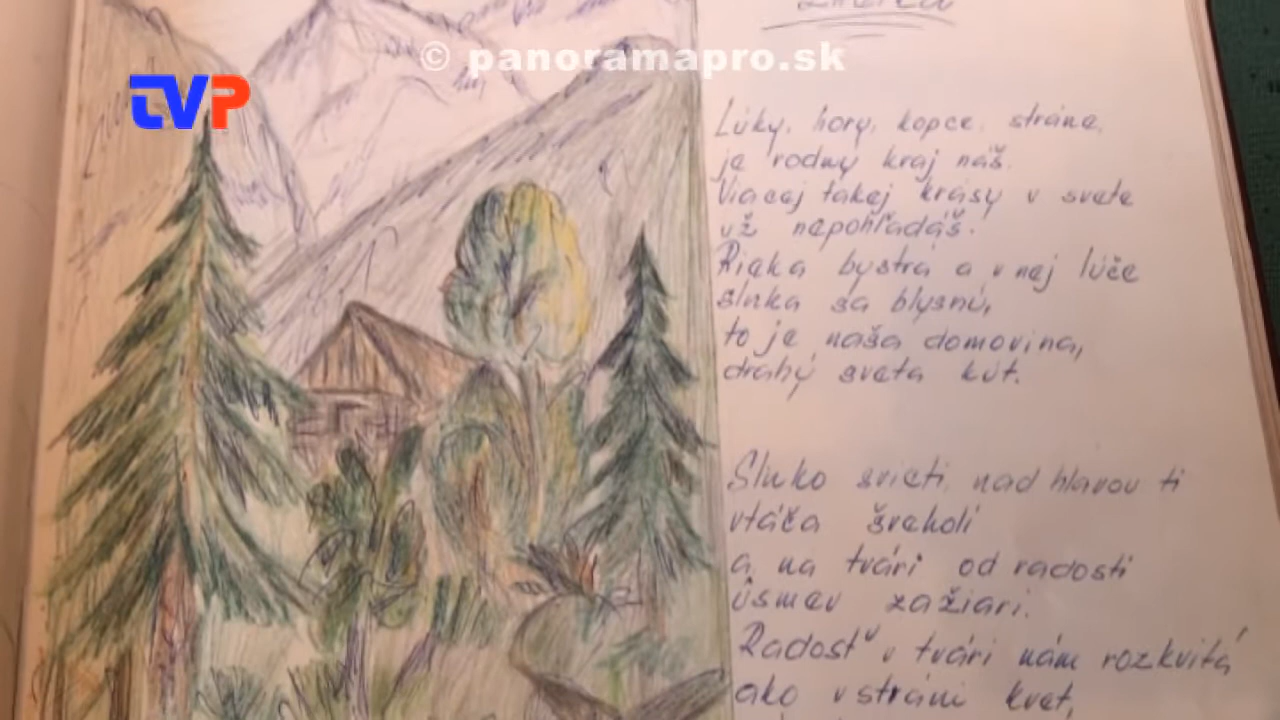 © panoramapro.sk
TVP
Lúky, hory, kopce, stráne,
je rodny kraj náš.
Viacej takej krásy v svete
už nepohľadáš.
Rieka bystrá a v nej lúče
slnka sa blysnú,
to je naša domovina,
drahý sveta kút.
Slnko svieti, nad hlavou ti
vtáča švehol í
a na tvári od radosti
úsmev zažiari.
Radosť v tvári nám rozkvitá
ako v stráni kvet,